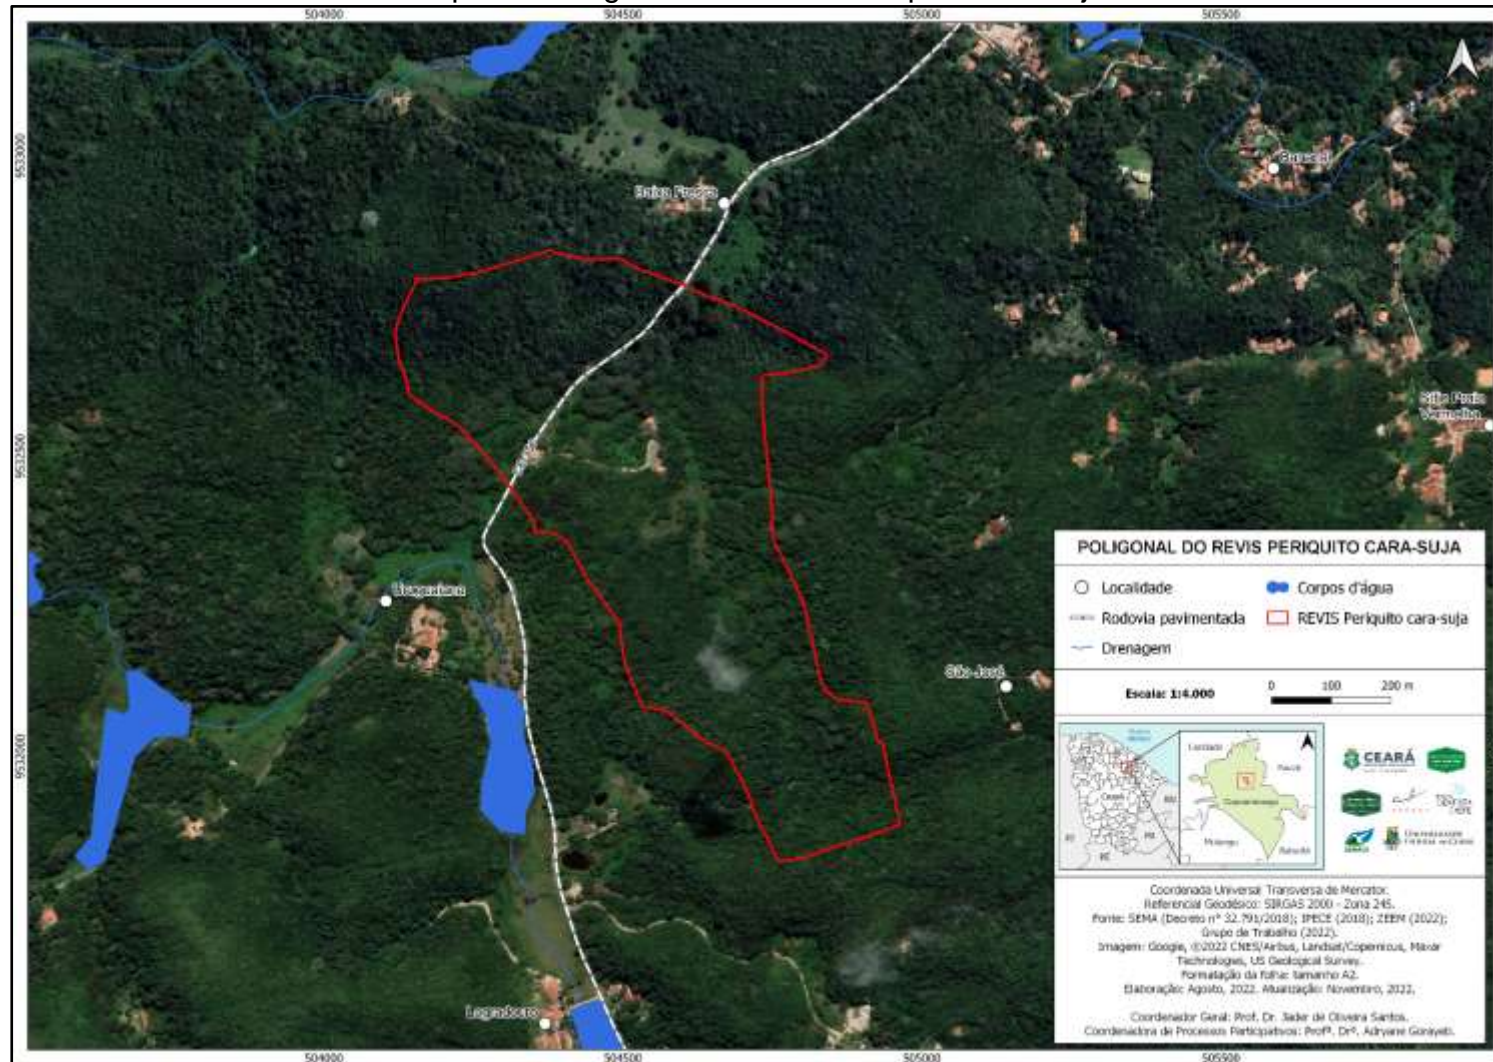 504000 504500 505000 505500
9533000
9532500
9532000
Baixa Fresca
Uruguaiana
São José
Sítio Praia
Vermelha
Logradouro
POLIGONAL DO REVIS PERIQUITO CARA-SUJA
Localidade
Corpos d'água
Rodovia pavimentada
REVIS Periquito cara-suja
Drenagem
Escala: 1:4.000
0 100 200 m
Ceará
CEARÁ
Coordenada Universal Transversa de Mercator.
Referencial Geodésico: SIRGAS 2000 - Zona 24S.
Fonte: SEMA (Decreto nº 32.791/2018); IPECE (2018); ZEEM (2022);
Grupo de Trabalho (2022).
Imagem: Google, ©2022 CNES/Airbus, Landsat/Copernicus, Maxar
Technologies, US Geological Survey.
Formatação da folha: tamanho A2.
Elaboração: Agosto, 2022. Atualização: Novembro, 2022.
Coordenador Geral: Prof. Dr. Jader de Oliveira Santos.
Coordenadora de Processos Participativos: Profª. Drª. Adryane Gorayeb.
504000 504500 505000 505500